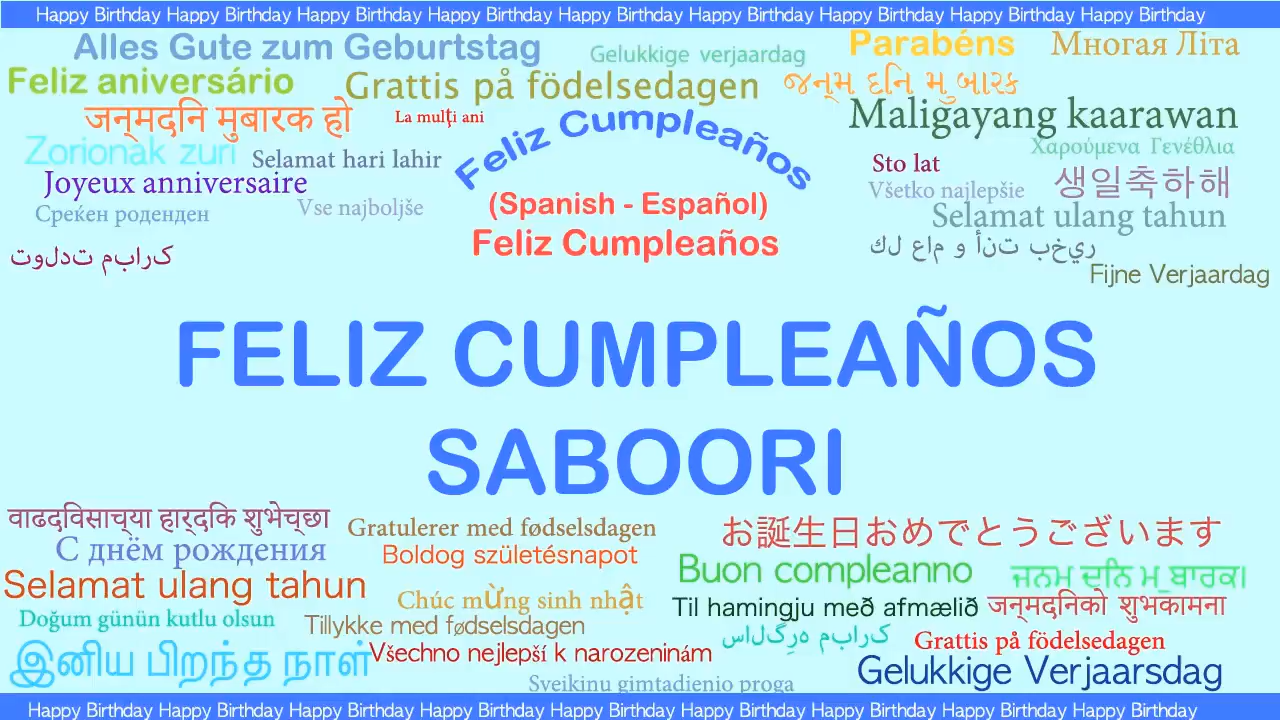 Happy Birthday Happy Birthday Happy Birthday Happy Birthday Happy Birthday Happy Birthday Happy Birthday Happy Birthday Happy Birthday
Alles Gute zum Geburtstag
Gelukkige verjaardag
Parabéns
Многая Літа
Feliz aniversário
Grattis på födelsedagen
જન્મ દિન મુબારક
जन्मदिन मुबारक हो
La mulţi ani
Feliz Cumpleaños
Maligayang kaarawan
Zorionak zuri
Selamat hari lahir
Sto lat
Χαρούμενα Γενέθλια
Joyeux anniversaire
(Spanish - Español)
Všetko najlepšie
생일축하해
Среќен роденден
Vse najboljše
Feliz Cumpleaños
Selamat ulang tahun
تولدت مبارک
كل عام و أنت بخير
Fijne Verjaardag
FELIZ CUMPLEAÑOS
SABOORI
वाढदिवसाच्या हार्दिक शुभेच्छा
Gratulerer med fødselsdagen
お誕生日おめでとうございます
С днём рождения
Boldog születésnapot
Buon compleanno
ਜਨਮ ਦਿਨ ਮੁਬਾਰਕ।
Selamat ulang tahun
Chúc mừng sinh nhật
Til hamingju með afmælið
जन्मदिनको शुभकामना
Doğum günün kutlu olsun
Tillykke med fødselsdagen
سالگرہ مبارک
Grattis på födelsedagen
இனிய பிறந்த நாள்
Všechno nejlepší k narozeninám
Gelukkige Verjaarsdag
Sveikinu gimtadienio proga
Happy Birthday Happy Birthday Happy Birthday Happy Birthday Happy Birthday Happy Birthday Happy Birthday Happy Birthday Happy Birthday